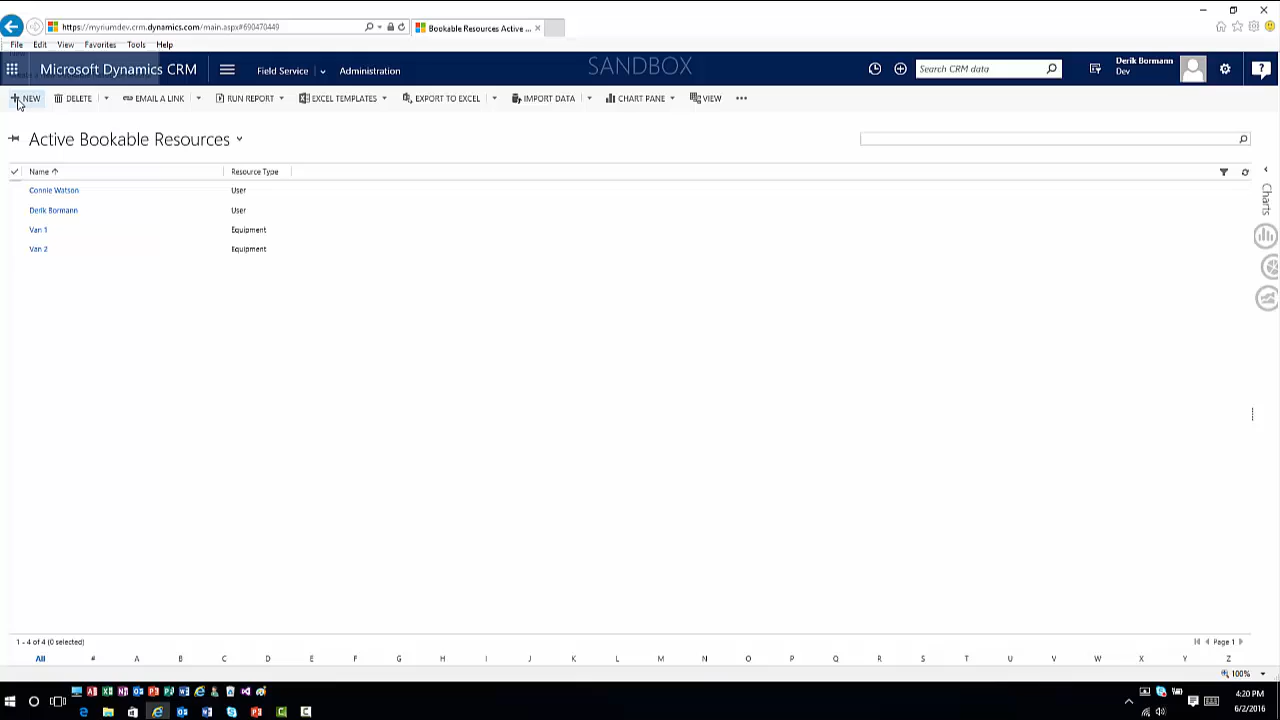 https://myriumdev.crm.dynamics.com/main.aspx#690470449
Bookable Resources Active ...
File Edit View Favorites Tools Help
Microsoft Dynamics CRM
Field Service
Administration
SANDBOX
Search CRM data
Derik Bormann
Dev
?
NEW
DELETE
EMAIL A LINK
RUN REPORT
EXCEL TEMPLATES
EXPORT TO EXCEL
IMPORT DATA
CHART PANE
VIEW
Active Bookable Resources
Name Resource Type
Connie Watson User
Derik Bormann User
Van 1 Equipment
Van 2 Equipment
Charts
1 - 4 of 4 (0 selected)
Page 1
All # A B C D E F G H I J K L M N O P Q R S T U V W X Y Z
100%
4:20 PM
6/2/2016